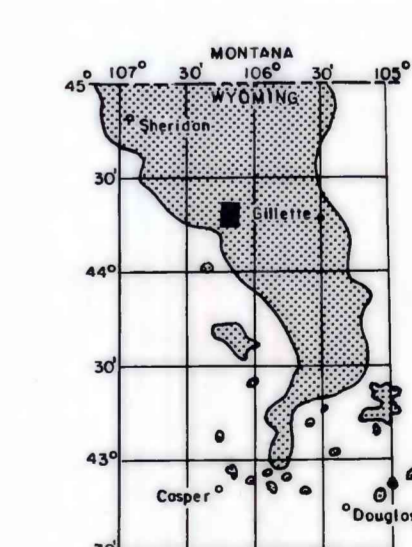 MONTANA
45° 107° 30' 106° 30' 105°
WYOMING
Sheridan
30'
Gillette
44°
30'
43°
Casper
Douglas